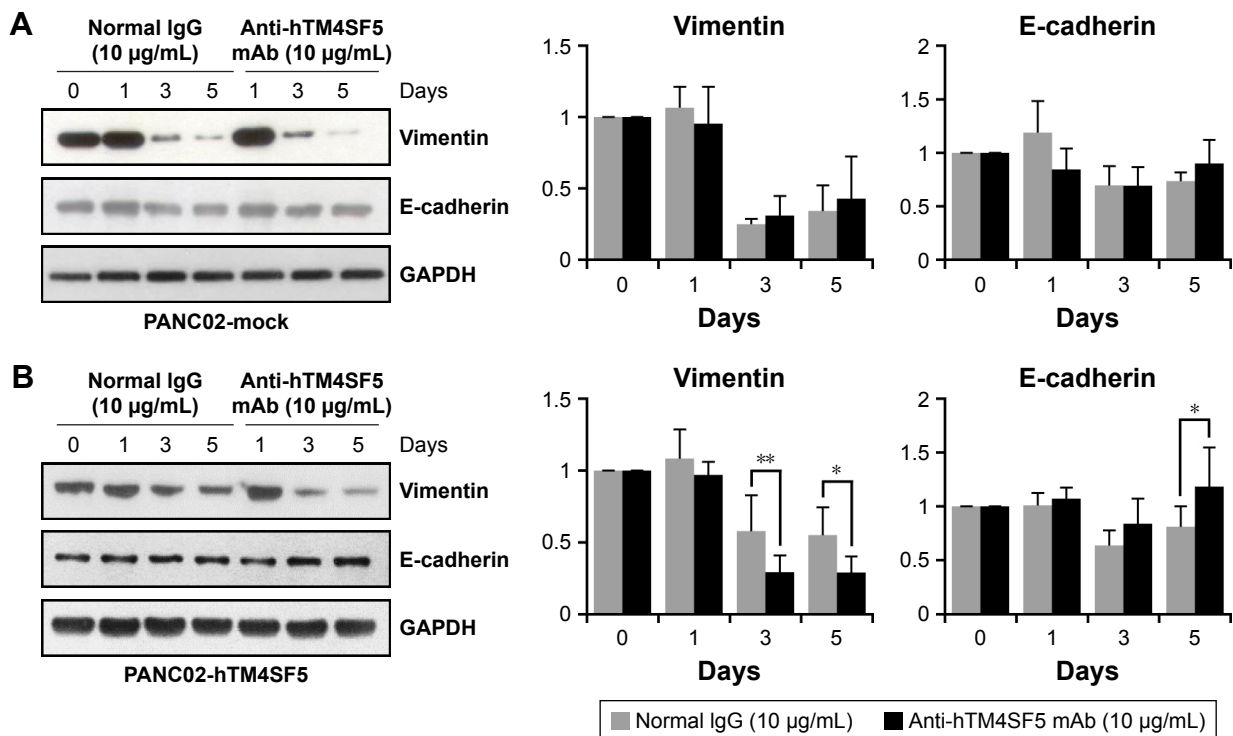 A
Normal IgG
(10 µg/mL)
Anti-hTM4SF5
mAb (10 µg/mL)
0 1 3 5 1 3 5 Days
Vimentin
E-cadherin
GAPDH
PANC02-mock
Vimentin
1.5
1
0.5
0
0 1 3 5
Days
E-cadherin
2
1.5
1
0.5
0
0 1 3 5
Days
B
Normal IgG
(10 µg/mL)
Anti-hTM4SF5
mAb (10 µg/mL)
0 1 3 5 1 3 5 Days
Vimentin
E-cadherin
GAPDH
PANC02-hTM4SF5
Vimentin
1.5
1
0.5
0
** *
0 1 3 5
Days
E-cadherin
2
1.5
1
0.5
0
*
0 1 3 5
Days
Normal IgG (10 µg/mL) Anti-hTM4SF5 mAb (10 µg/mL)